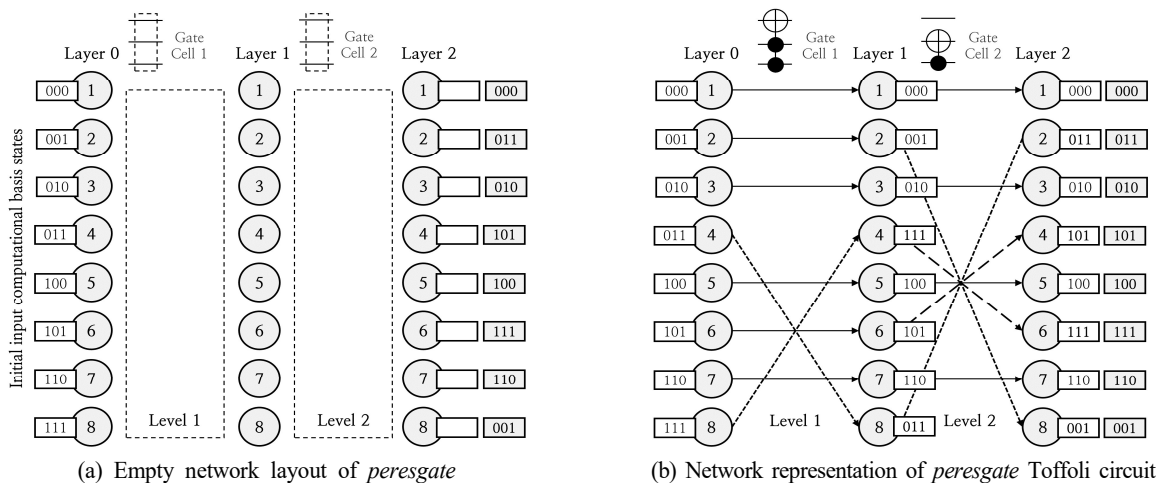 Gate
Cell 1
Gate
Cell 2
Layer 0
Layer 1
Layer 2
Initial input computational basis states
000 1 1 1 000
001 2 2 2 011
010 3 3 3 010
011 4 4 4 101
100 5 5 5 100
101 6 6 6 111
110 7 7 7 110
111 8 8 8 001
Level 1
Level 2
(a) Empty network layout of peresgate
Gate
Cell 1
Gate
Cell 2
Layer 0
Layer 1
Layer 2
000 1 1 000 1 000 000
001 2 2 001 2 011 011
010 3 3 010 3 010 010
011 4 4 111 4 101 101
100 5 5 100 5 100 100
101 6 6 101 6 111 111
110 7 7 110 7 110 110
111 8 8 011 8 001 001
Level 1
Level 2
(b) Network representation of peresgate Toffoli circuit